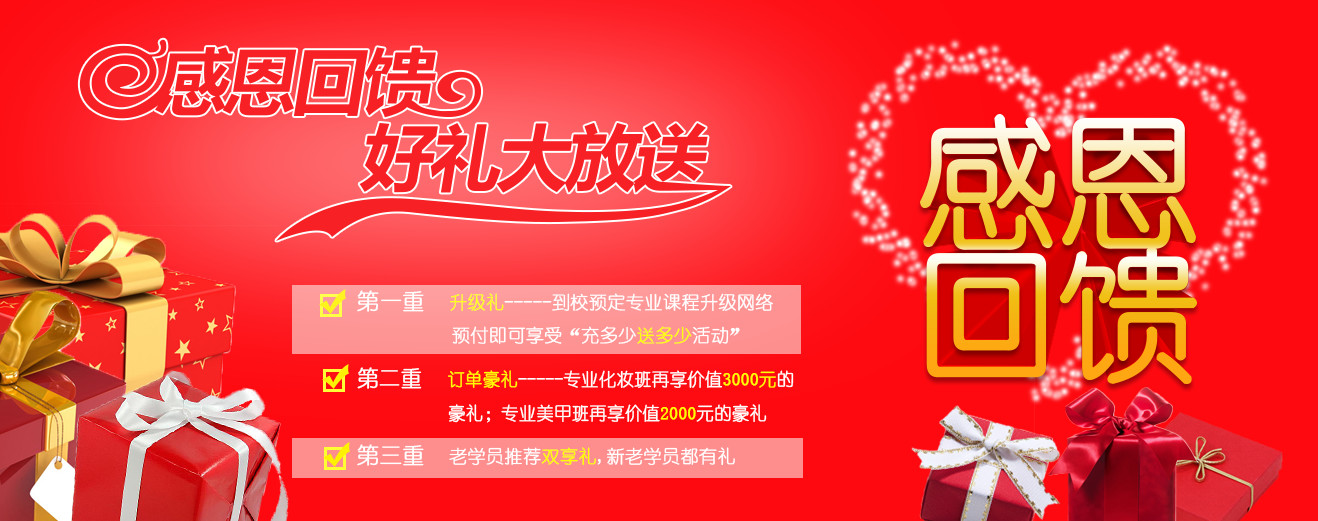 感恩回馈
好礼大放送
第一重 升级礼-----到校预定专业课程升级网络
预付即可享受“充多少送多少活动”
第二重 订单豪礼-----专业化妆班再享价值3000元的
豪礼；专业美甲班再享价值2000元的豪礼
第三重 老学员推荐双享礼,新老学员都有礼
感恩
回馈